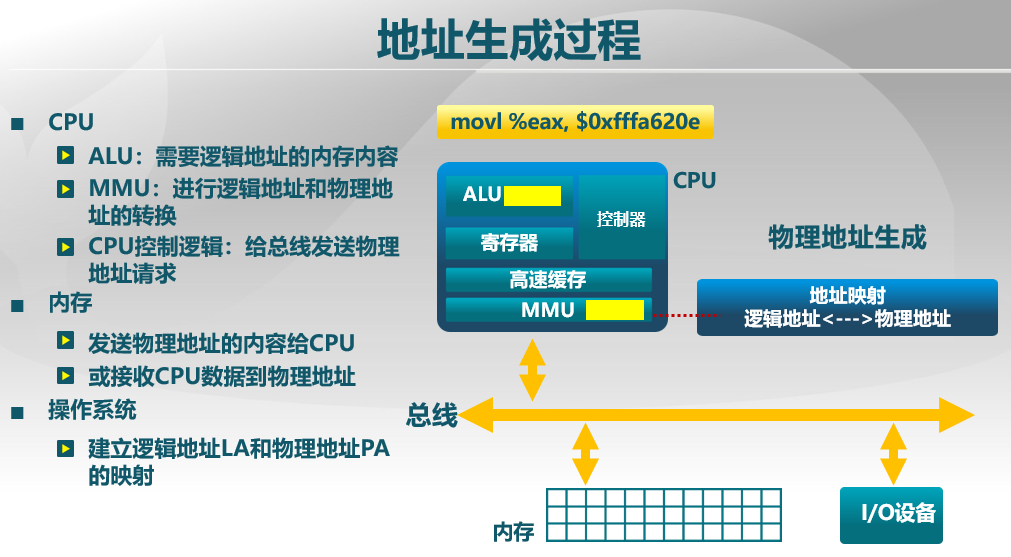 地址生成过程
CPU
ALU：需要逻辑地址的内存内容
MMU：进行逻辑地址和物理地
址的转换
CPU控制逻辑：给总线发送物理
地址请求
内存
发送物理地址的内容给CPU
或接收CPU数据到物理地址
操作系统
建立逻辑地址LA和物理地址PA
的映射
movl %eax, $0xfffa620e
CPU
ALU
控制器
寄存器
高速缓存
MMU
物理地址生成
地址映射
逻辑地址<--->物理地址
总线
内存
I/O设备